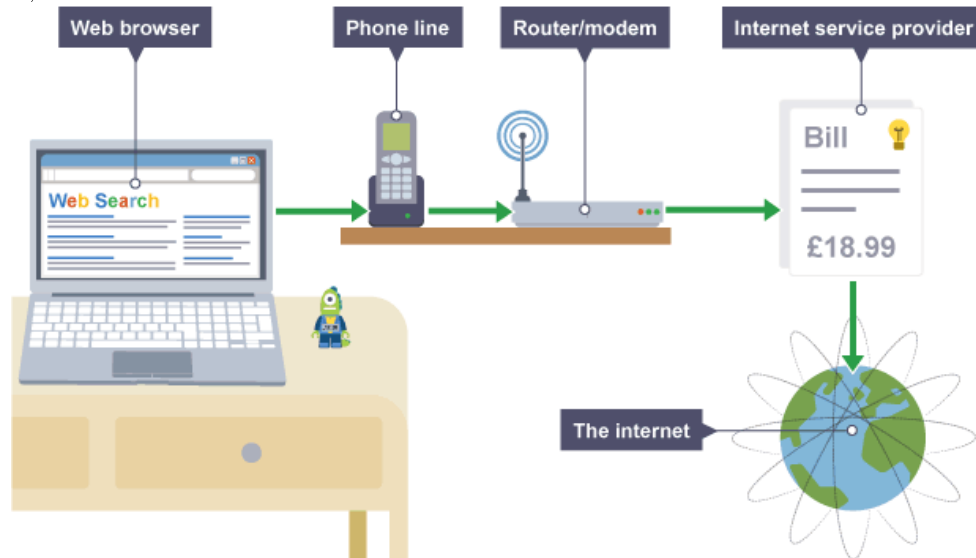 Web browser
Phone line
Router/modem
Internet service provider
Web Search
Bill
£18.99
The internet